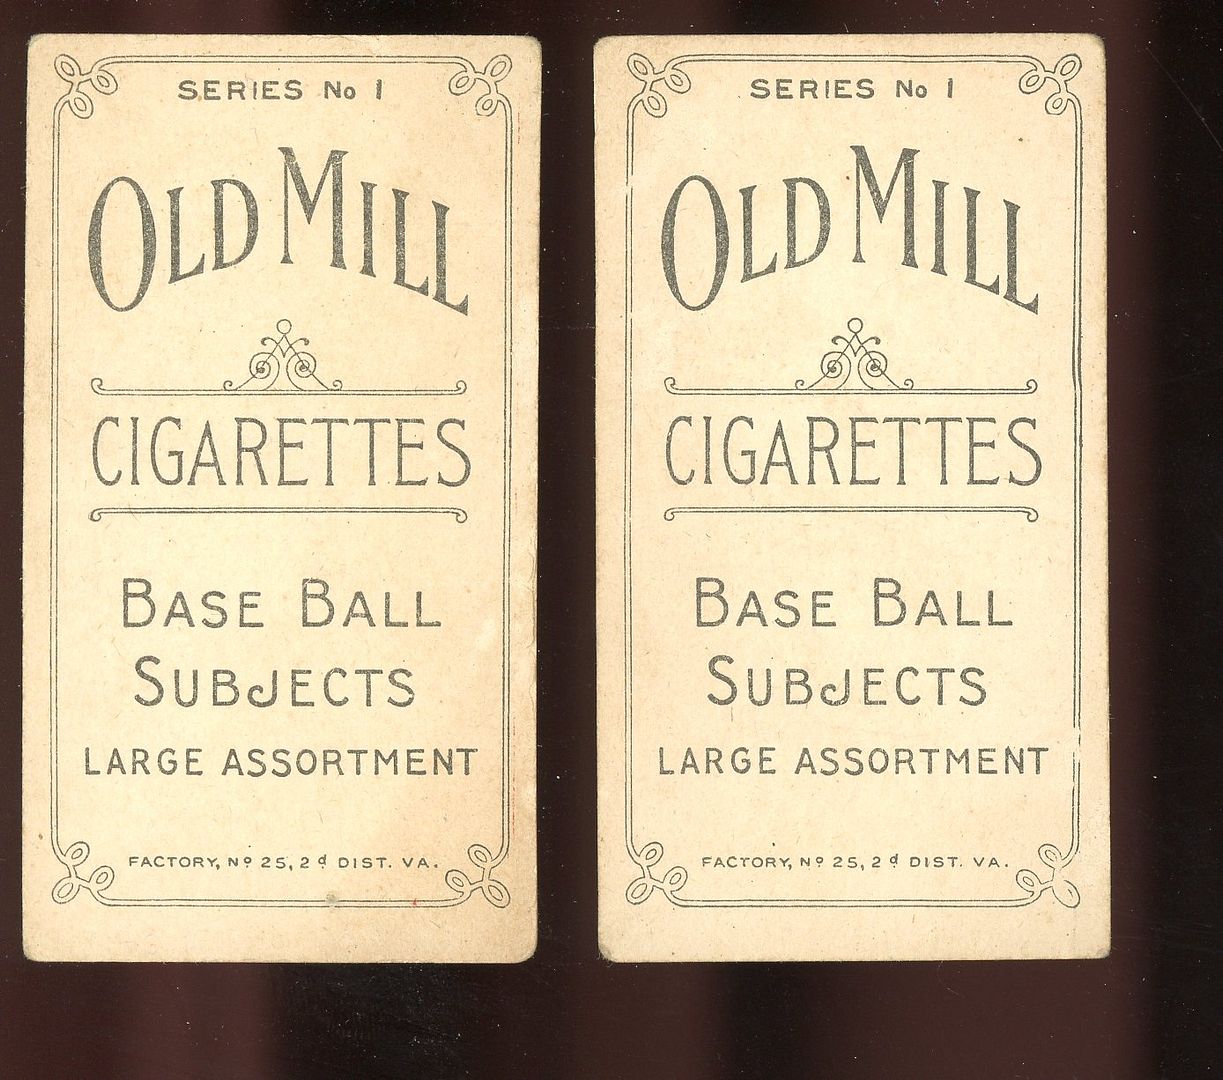 SERIES No 1
OLD MILL
CIGARETTES
BASE BALL
SUBJECTS
LARGE ASSORTMENT
FACTORY, Nº 25, 2d DIST. VA.
SERIES No 1
OLD MILL
CIGARETTES
BASE BALL
SUBJECTS
LARGE ASSORTMENT
FACTORY, Nº 25, 2d DIST. VA.